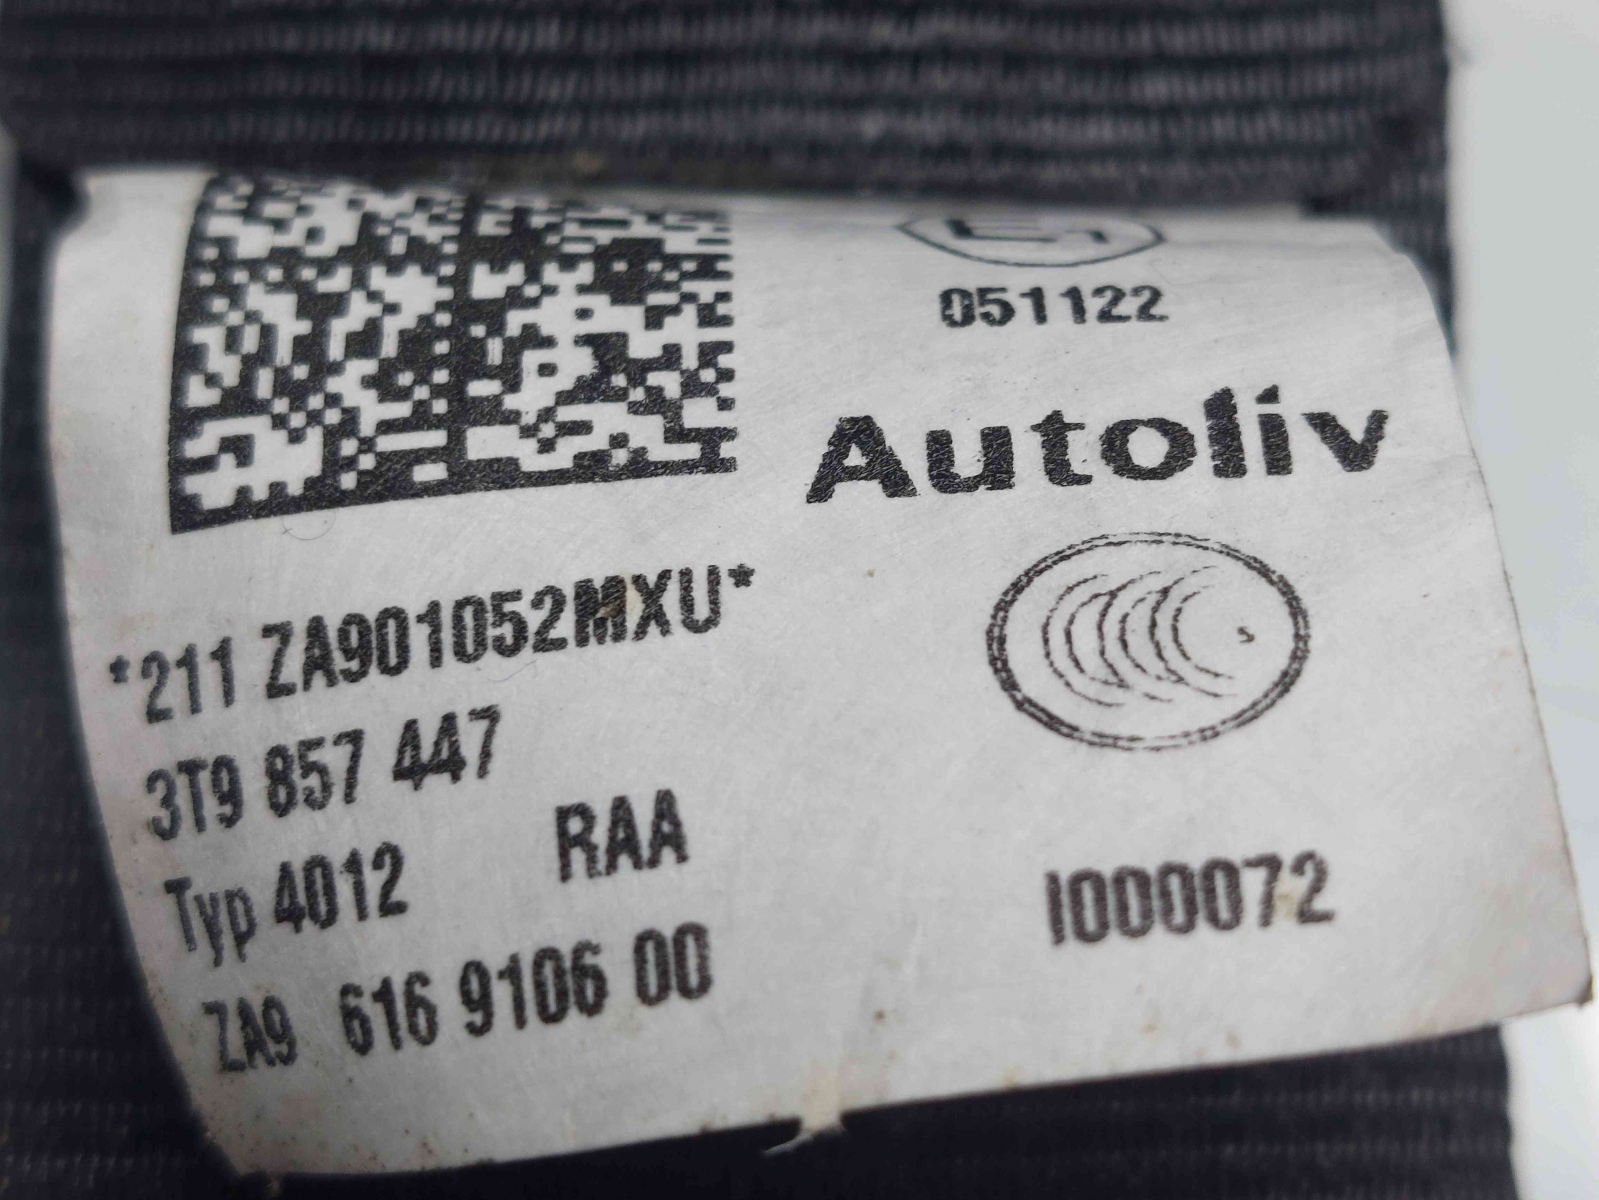 051122
Autoliv
*211 ZA901052MXU*
3T9 857 447
Typ 4012 RAA
ZA9 616 9106 00
I000072